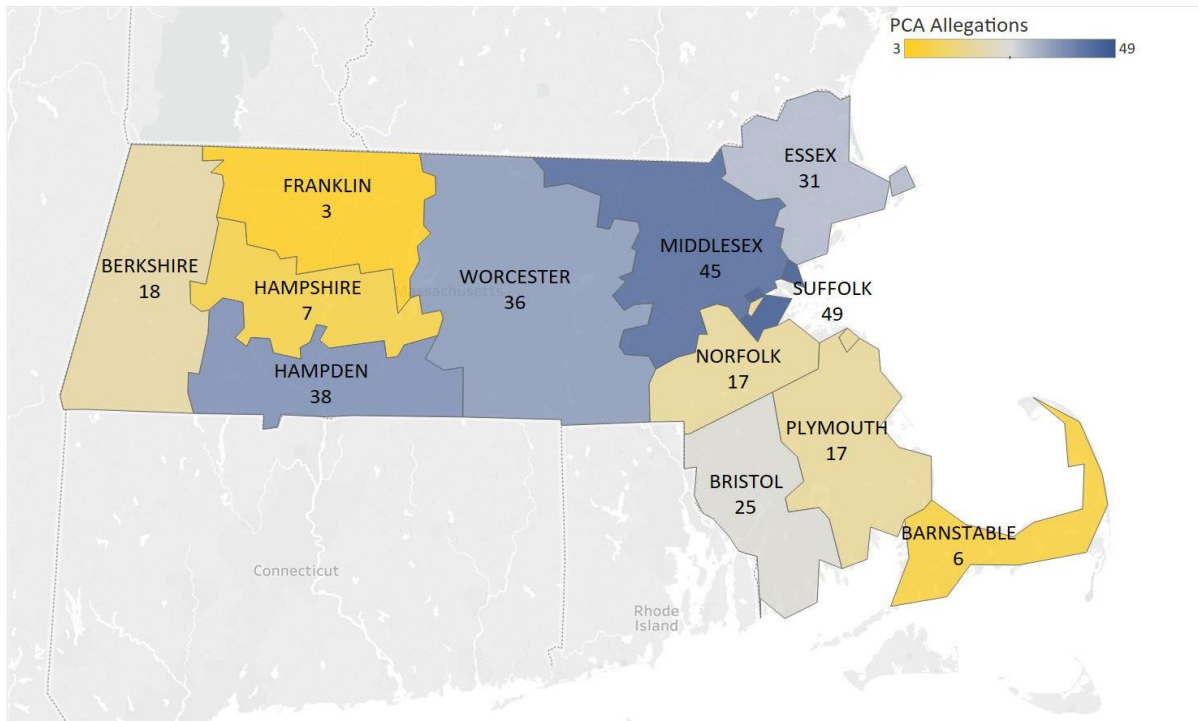 PCA Allegations
3 49
ESSEX
31
FRANKLIN
3
MIDDLESEX
45
BERKSHIRE
18
WORCESTER
36
HAMPSHIRE
7
Massachusetts
SUFFOLK
49
NORFOLK
17
HAMPDEN
38
PLYMOUTH
17
BRISTOL
25
BARNSTABLE
6
Connecticut
Rhode
Island